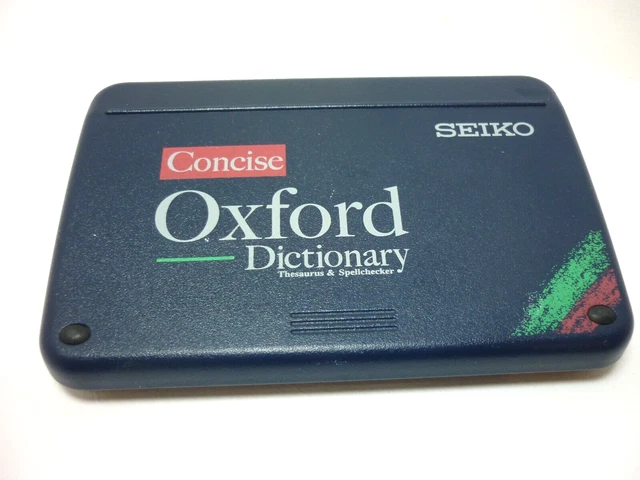 SEIKO
Concise
Oxford
Dictionary
Thesaurus & Spellchecker